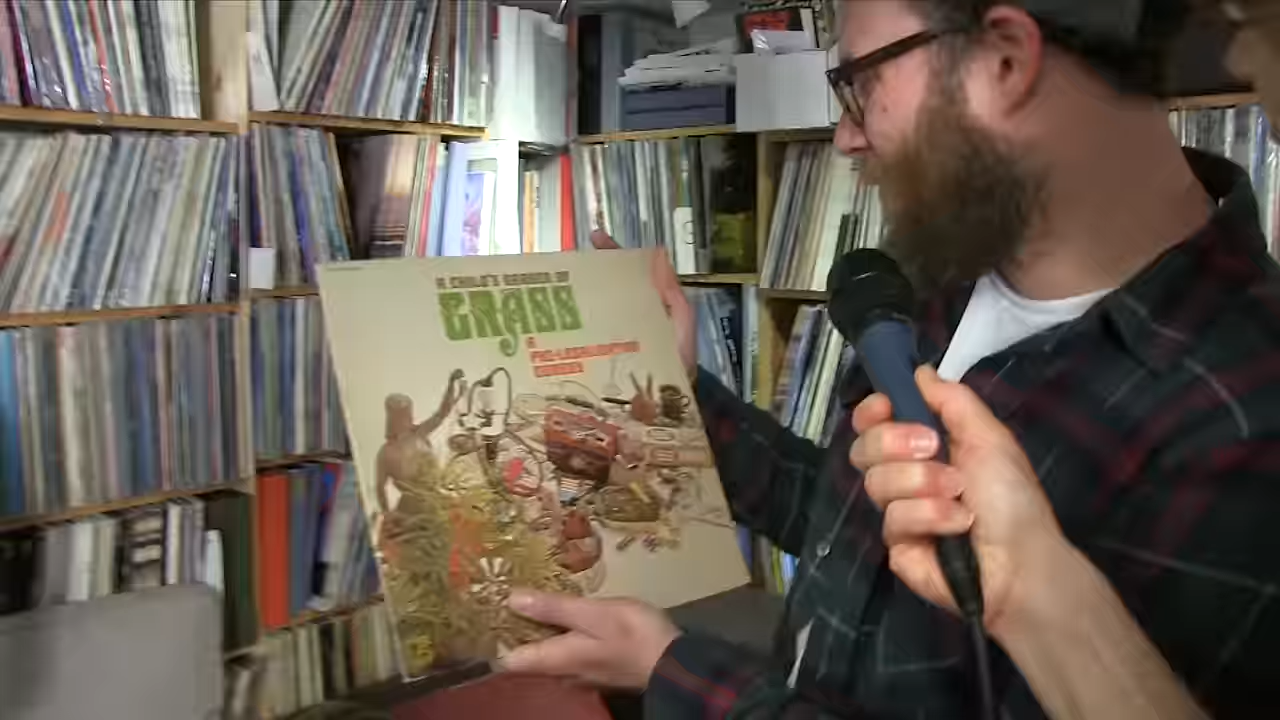 A CHILD'S GARDEN OF
GRASS
A
PRE-LEGALIZATION
COMEDY